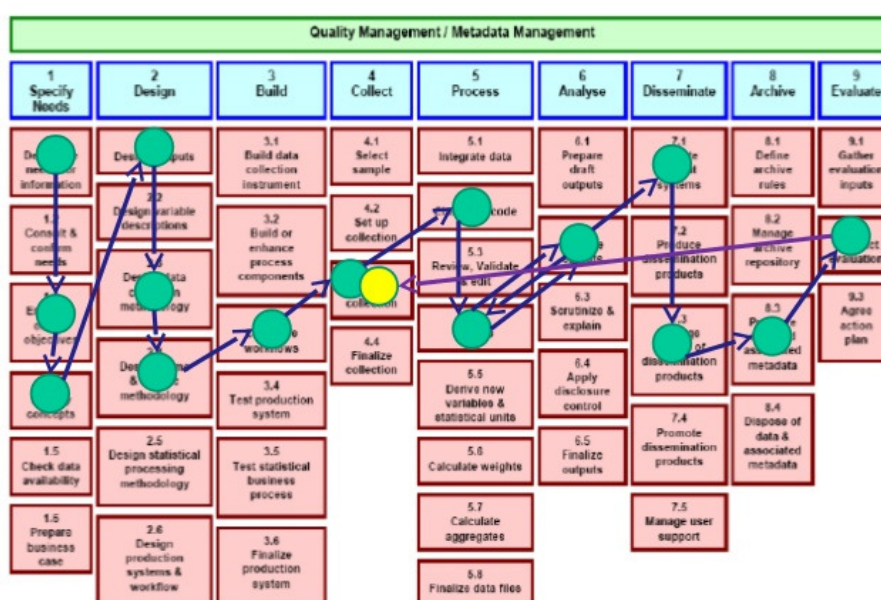 Quality Management / Metadata Management
1
Specify
Needs
2
Design
3
Build
4
Collect
5
Process
6
Analyse
7
Disseminate
8
Archive
9
Evaluate
information
Consult &
confirm
needs
concepts
1.5
Check data
availability
1.5
Prepare
business
case
2.2
Design variable
descriptions
methodology
2.5
Design statistical
processing
methodology
2.6
Design
production
systems &
workflow
3.1
Build data
collection
instrument
3.2
Build or
enhance
process
components
workflows
3.4
Test production
system
3.5
Test statistical
business
process
3.6
Finalize
production
system
4.1
Select
sample
4.2
Set up
collection
collection
4.4
Finalize
collection
5.1
Integrate data
code
5.3
Review, Validate
& edit
5.5
Derive new
variables &
statistical units
5.6
Calculate weights
5.7
Calculate
aggregates
5.8
Finalize data files
6.1
Prepare
draft
outputs
6.3
Scrutinize &
explain
6.4
Apply
disclosure
control
6.5
Finalize
outputs
7.1
7.2
Produce
dissemination
products
dissemination
products
7.4
Promote
dissemination
products
7.5
Manage user
support
8.1
Define
archive
rules
8.2
Manage
archive
repository
8.3
metadata
8.4
Dispose of
data &
associated
metadata
9.1
Gather
evaluation
inputs
evaluation
9.3
Agree
action
plan